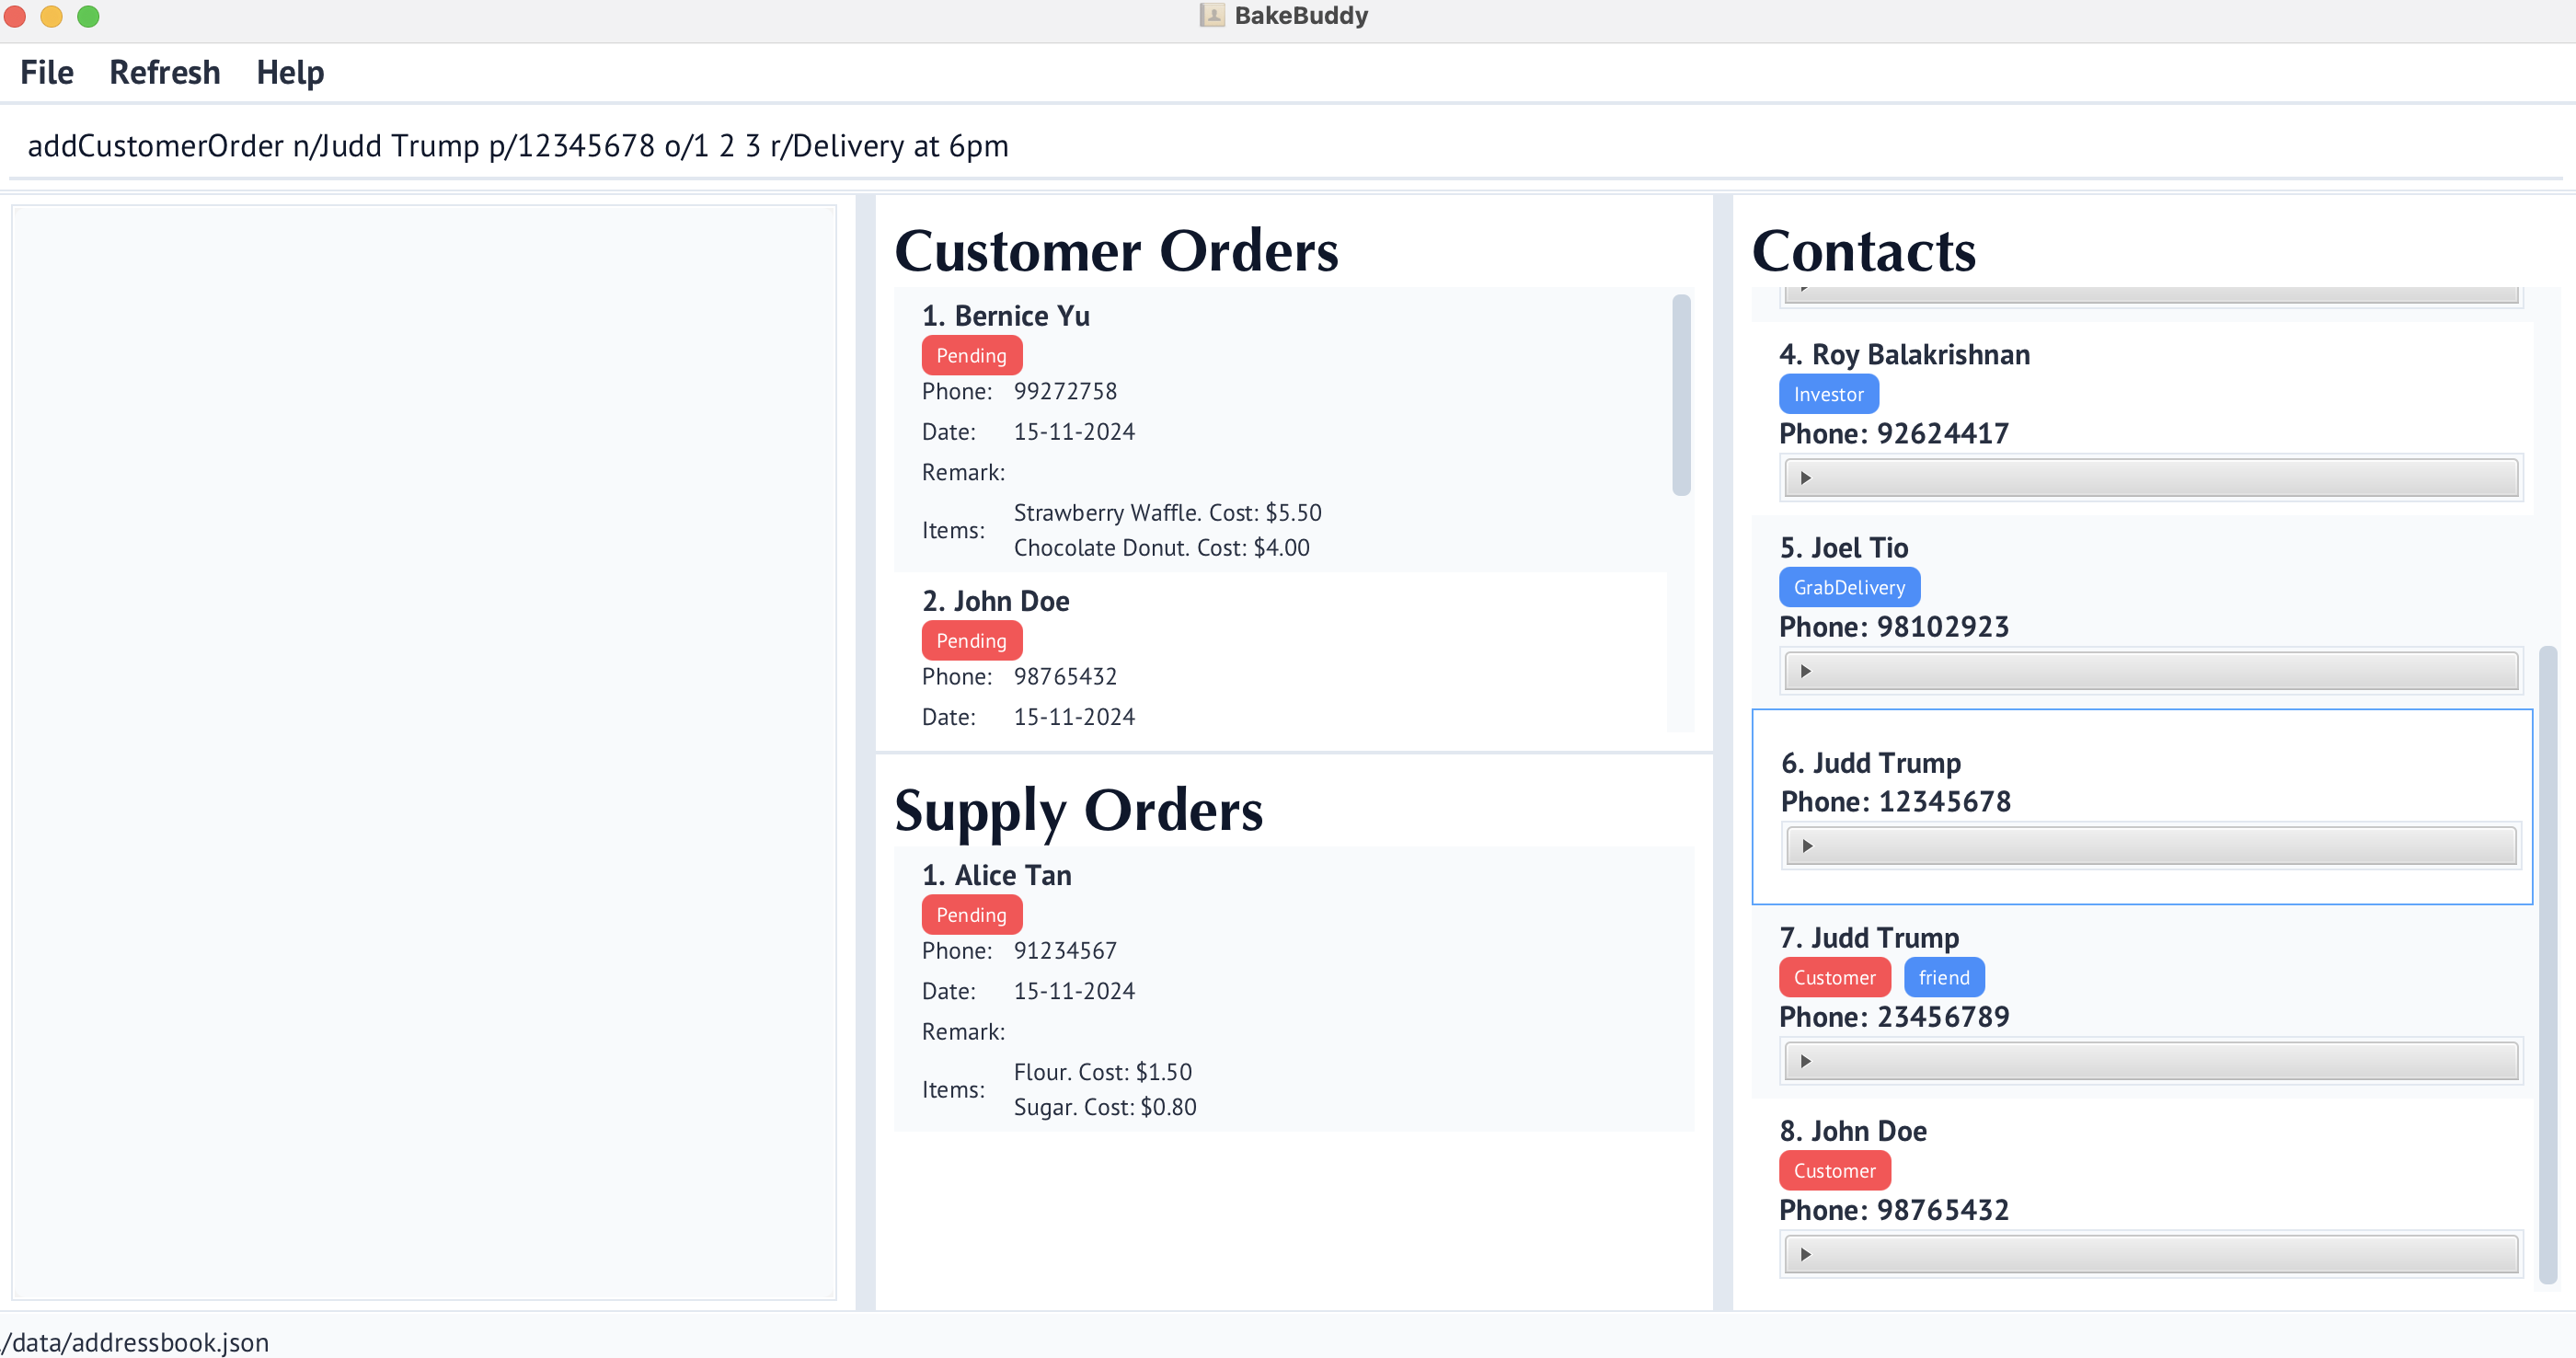 BakeBuddy
File Refresh Help
addCustomerOrder n/Judd Trump p/12345678 o/1 2 3 r/Delivery at 6pm
Customer Orders
1. Bernice Yu
Pending
Phone: 99272758
Date: 15-11-2024
Remark:
Items: Strawberry Waffle. Cost: $5.50
Chocolate Donut. Cost: $4.00
2. John Doe
Pending
Phone: 98765432
Date: 15-11-2024
Supply Orders
1. Alice Tan
Pending
Phone: 91234567
Date: 15-11-2024
Remark:
Items: Flour. Cost: $1.50
Sugar. Cost: $0.80
Contacts
4. Roy Balakrishnan
Investor
Phone: 92624417
5. Joel Tio
GrabDelivery
Phone: 98102923
6. Judd Trump
Phone: 12345678
7. Judd Trump
Customer friend
Phone: 23456789
8. John Doe
Customer
Phone: 98765432
/data/addressbook.json